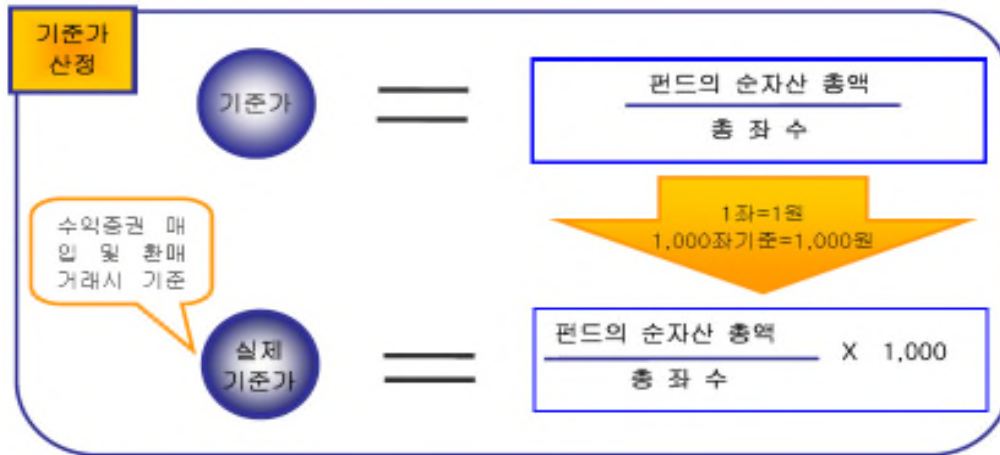 기준가
산정
기준가
펀드의 순자산 총액
총 좌 수
1좌=1원
1,000좌기준=1,000원
수익증권 매
입 및 환매
거래시 기준
실제
기준가
펀드의 순자산 총액
X 1,000
총 좌 수